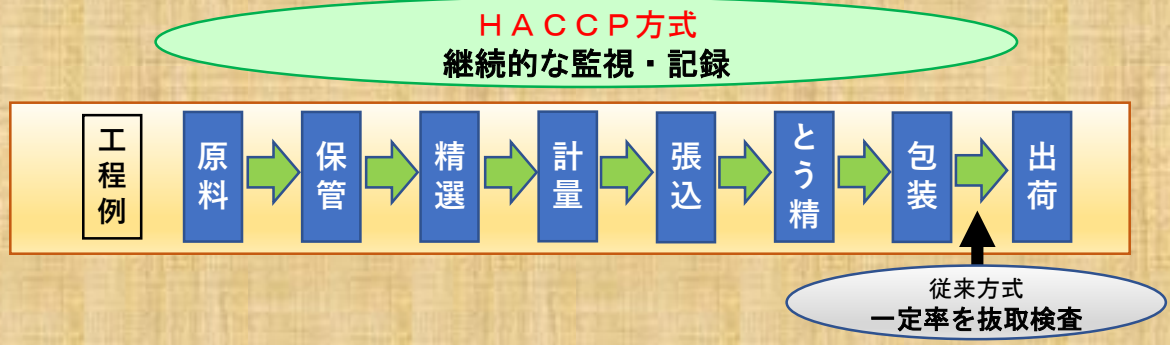 ＨＡＣＣＰ方式
継続的な監視・記録
工程例
原料
保管
精選
計量
張込
とう精
包装
出荷
従来方式
一定率を抜取検査